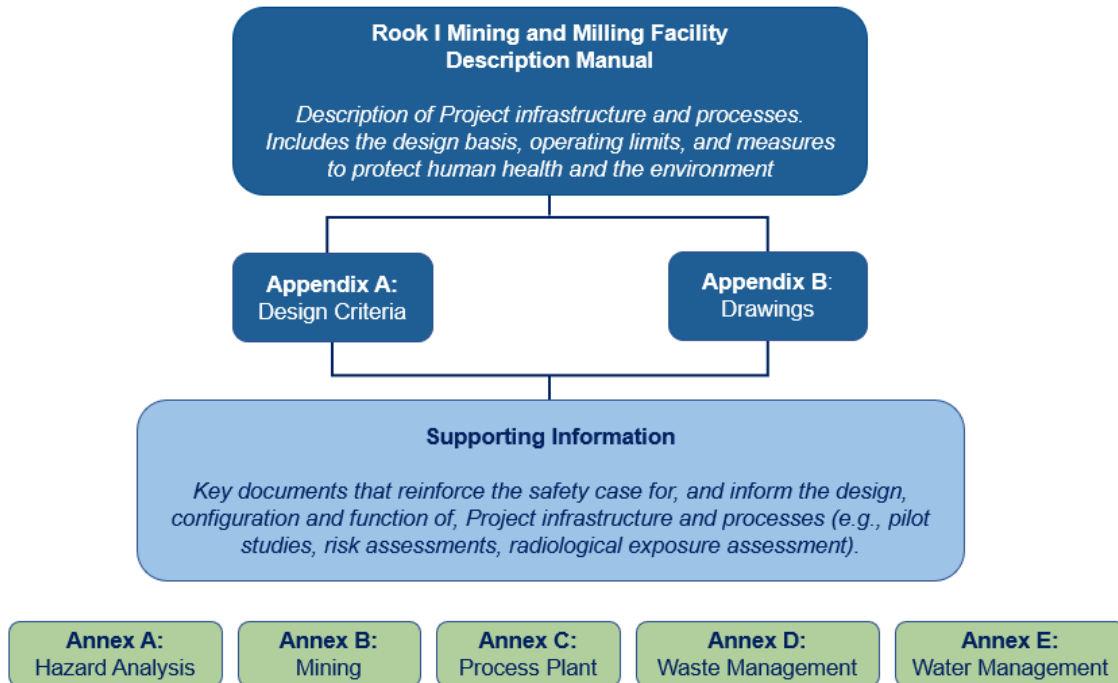 Rook I Mining and Milling Facility
Description Manual
Description of Project infrastructure and processes.
Includes the design basis, operating limits, and measures
to protect human health and the environment
Appendix A:
Design Criteria
Appendix B:
Drawings
Supporting Information
Key documents that reinforce the safety case for, and inform the design,
configuration and function of, Project infrastructure and processes (e.g., pilot
studies, risk assessments, radiological exposure assessment).
Annex A:
Hazard Analysis
Annex B:
Mining
Annex C:
Process Plant
Annex D:
Waste Management
Annex E:
Water Management